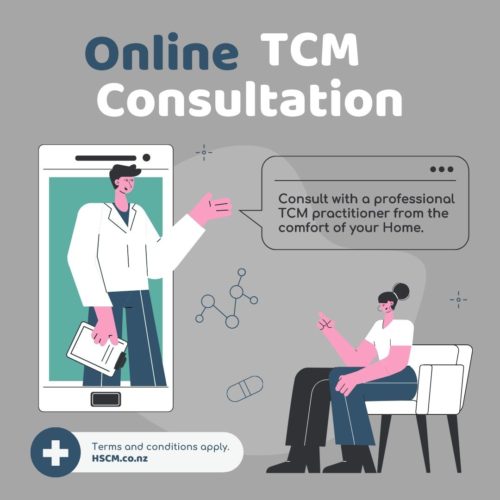 Online TCM
Consultation
Consult with a professional
TCM practitioner from the
comfort of your Home.
Terms and conditions apply.
HSCM.co.nz